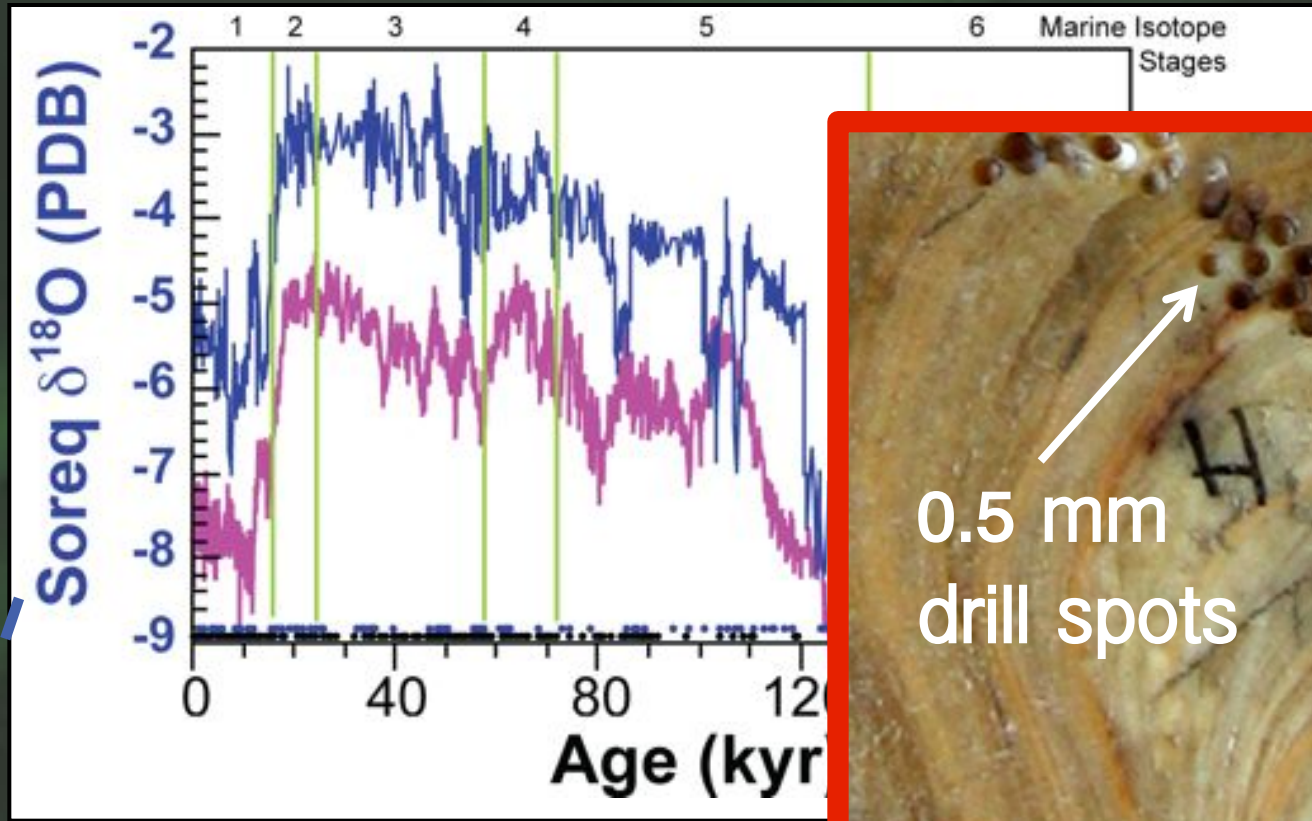 1 2 3 4 5 6 Marine Isotope
Stages
Soreq δ¹⁸O (PDB)
-2
-3
-4
-5
-6
-7
-8
-9
0 40 80
Age (kyr
H
0.5 mm
drill spots